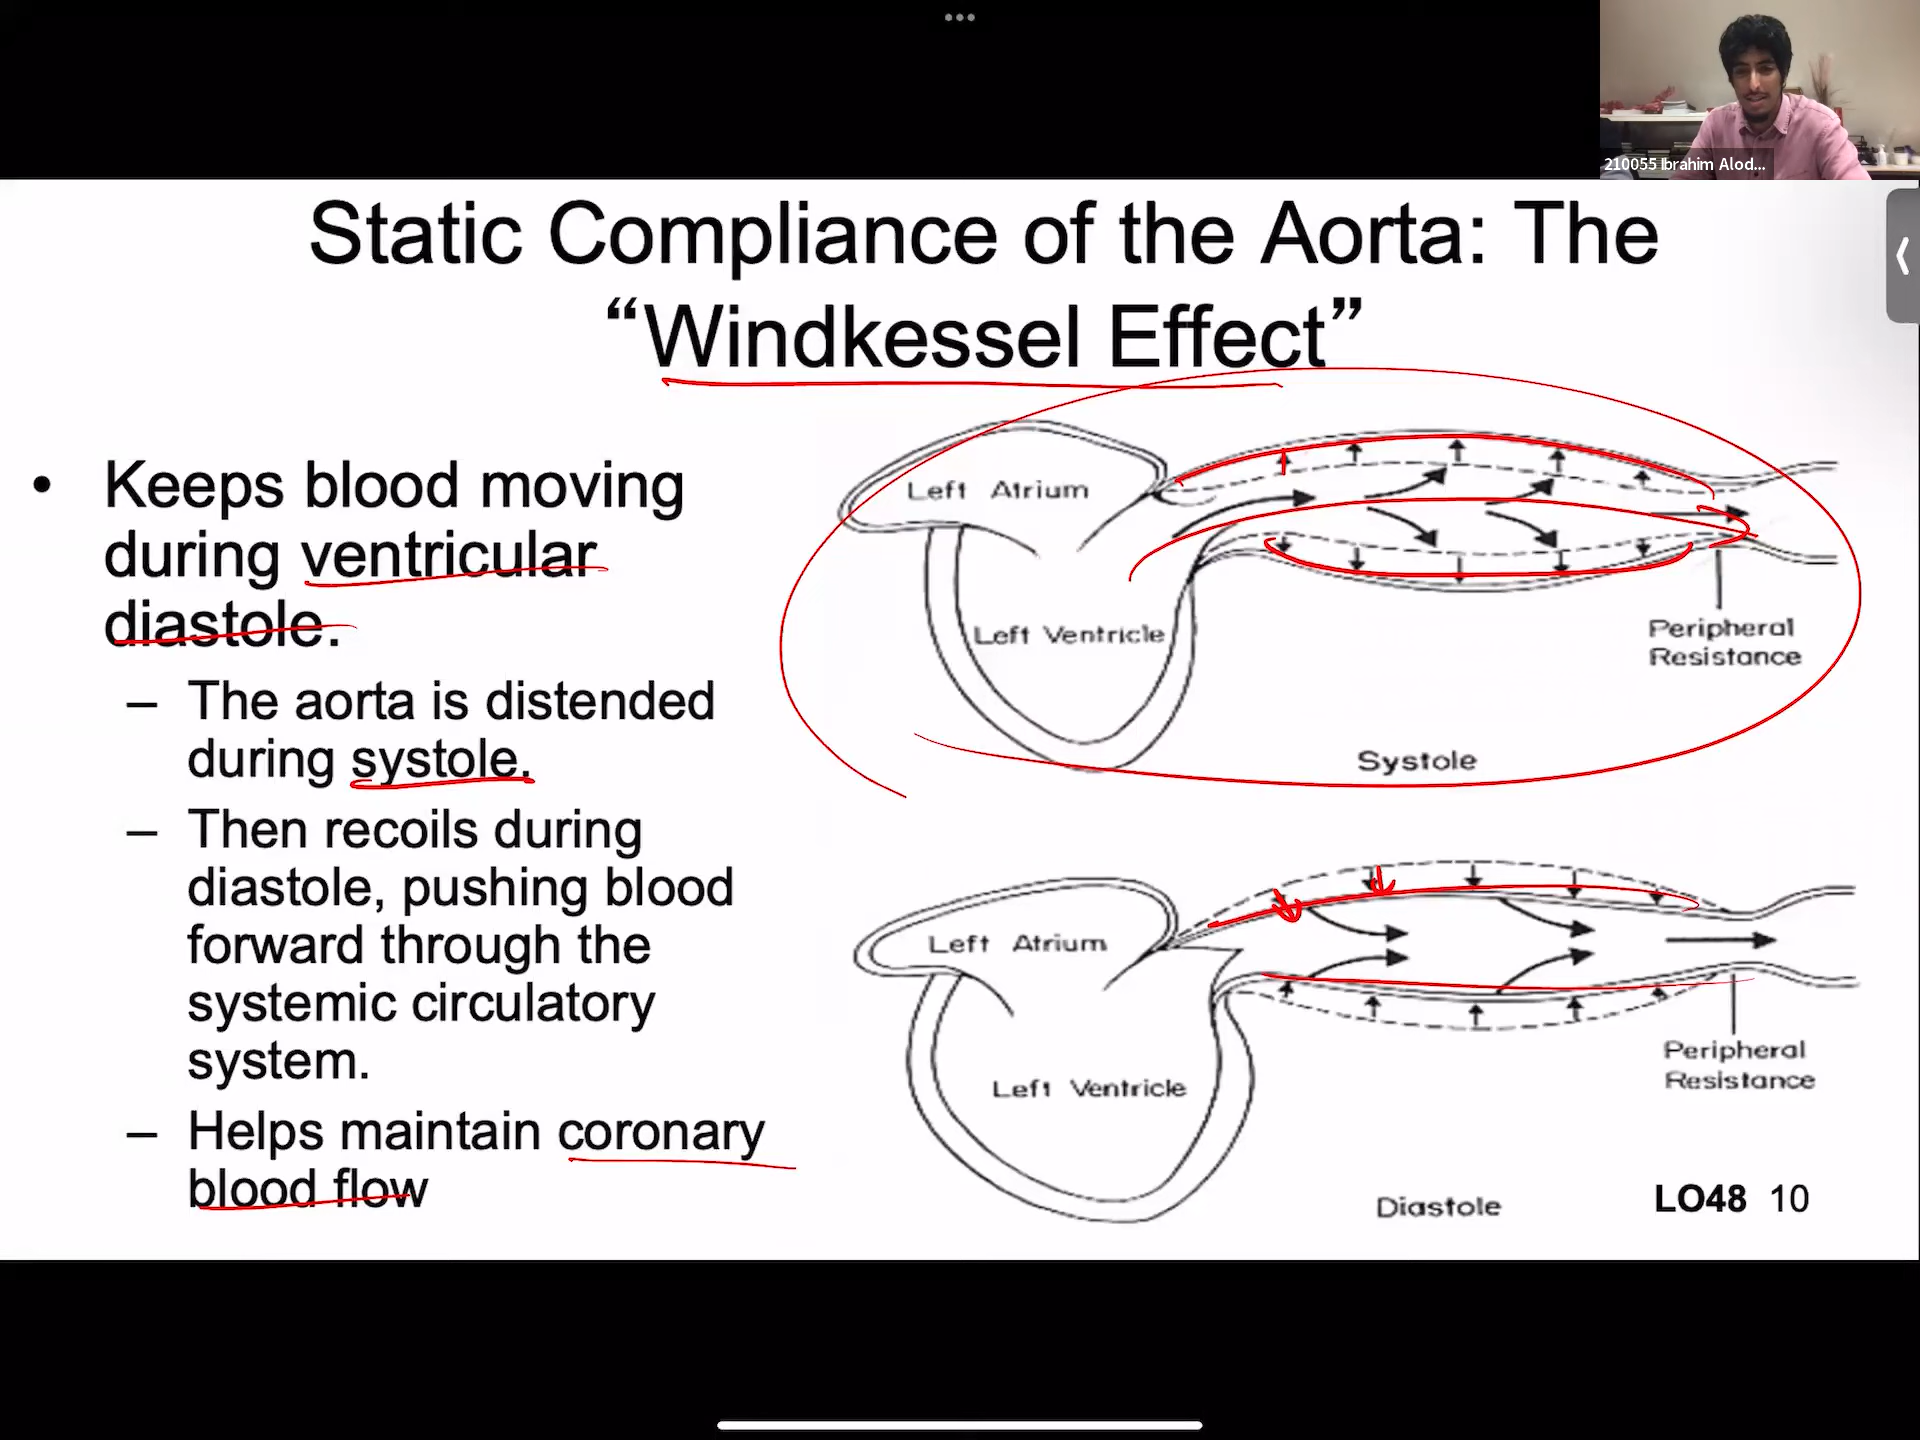 210055 Ibrahim Alod...
Static Compliance of the Aorta: The
“Windkessel Effect”
• Keeps blood moving
during ventricular
diastole.
– The aorta is distended
during systole.
– Then recoils during
diastole, pushing blood
forward through the
systemic circulatory
system.
– Helps maintain coronary
blood flow
Left Atrium
Left Ventricle
Peripheral
Resistance
Systole
Left Atrium
Left Ventricle
Peripheral
Resistance
Diastole
LO48 10